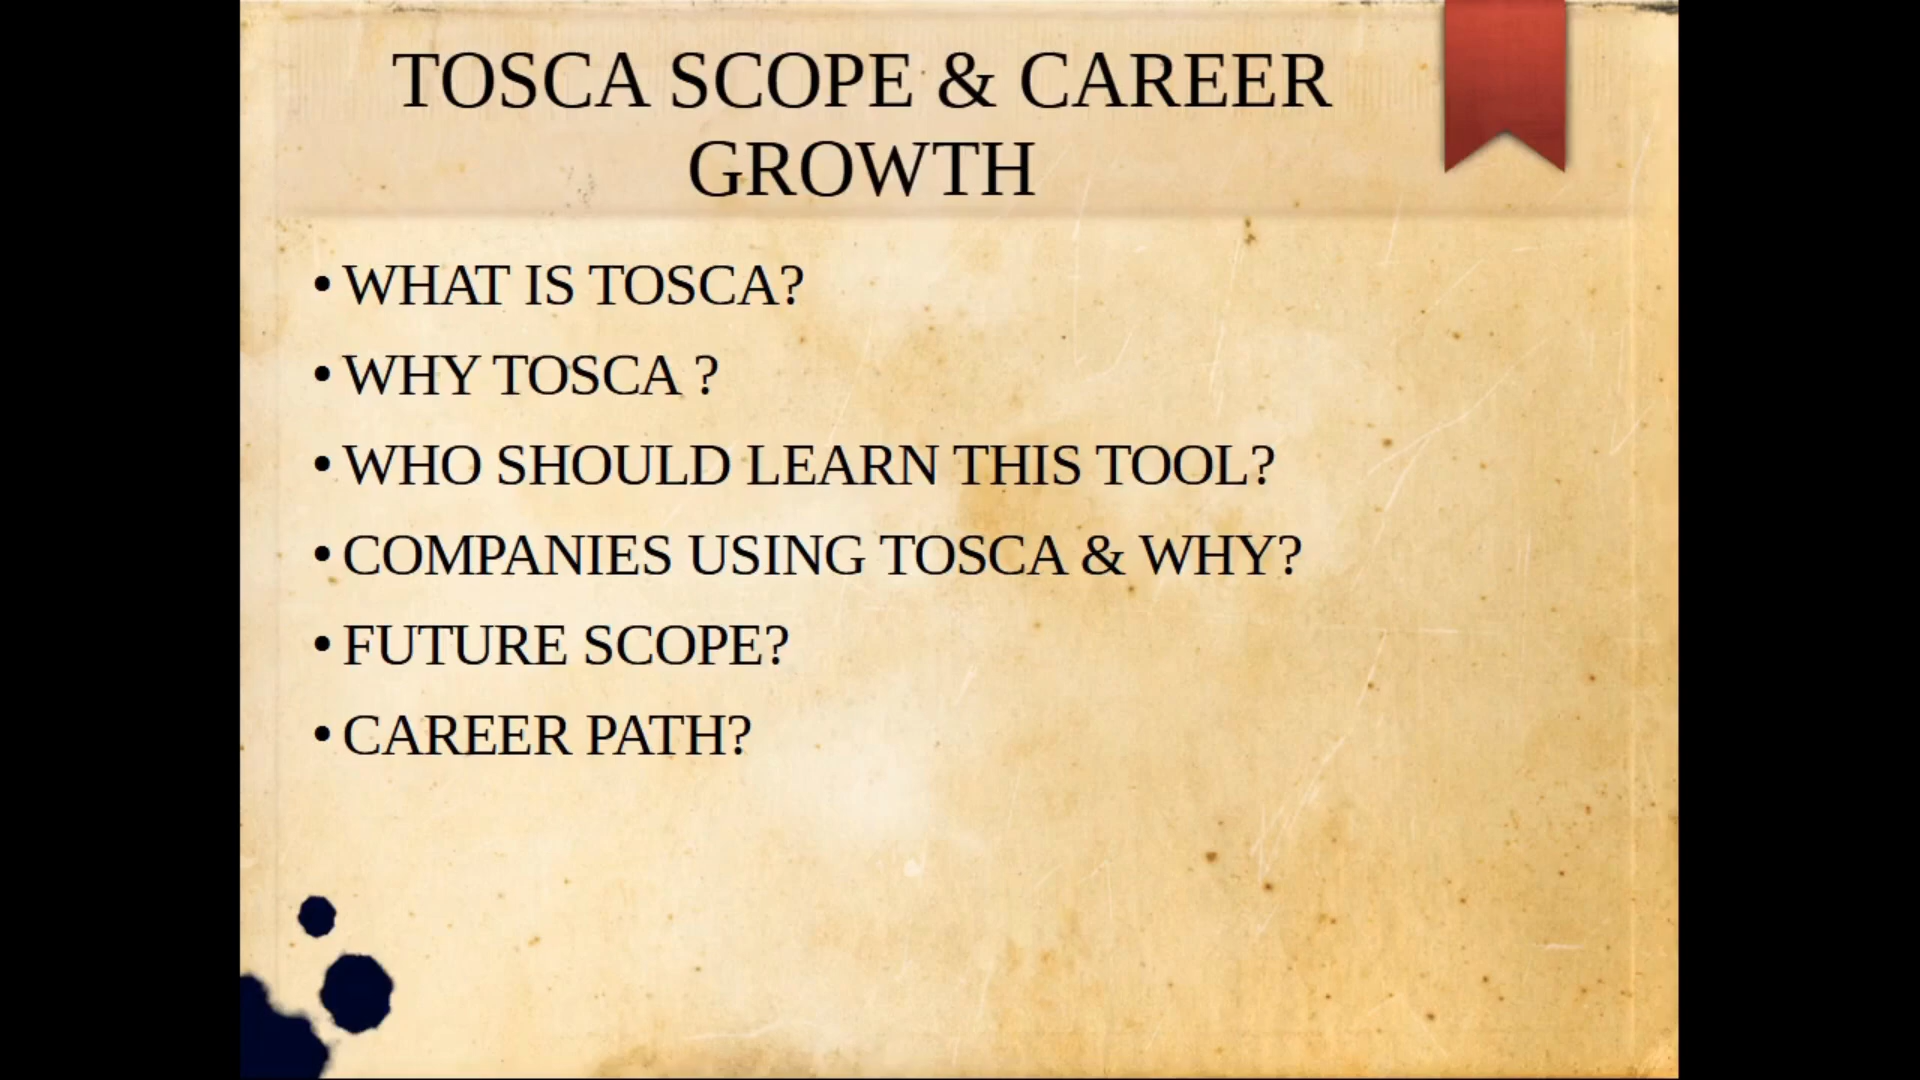 TOSCA SCOPE & CAREER
GROWTH
• WHAT IS TOSCA?
• WHY TOSCA ?
• WHO SHOULD LEARN THIS TOOL?
• COMPANIES USING TOSCA & WHY?
• FUTURE SCOPE?
• CAREER PATH?